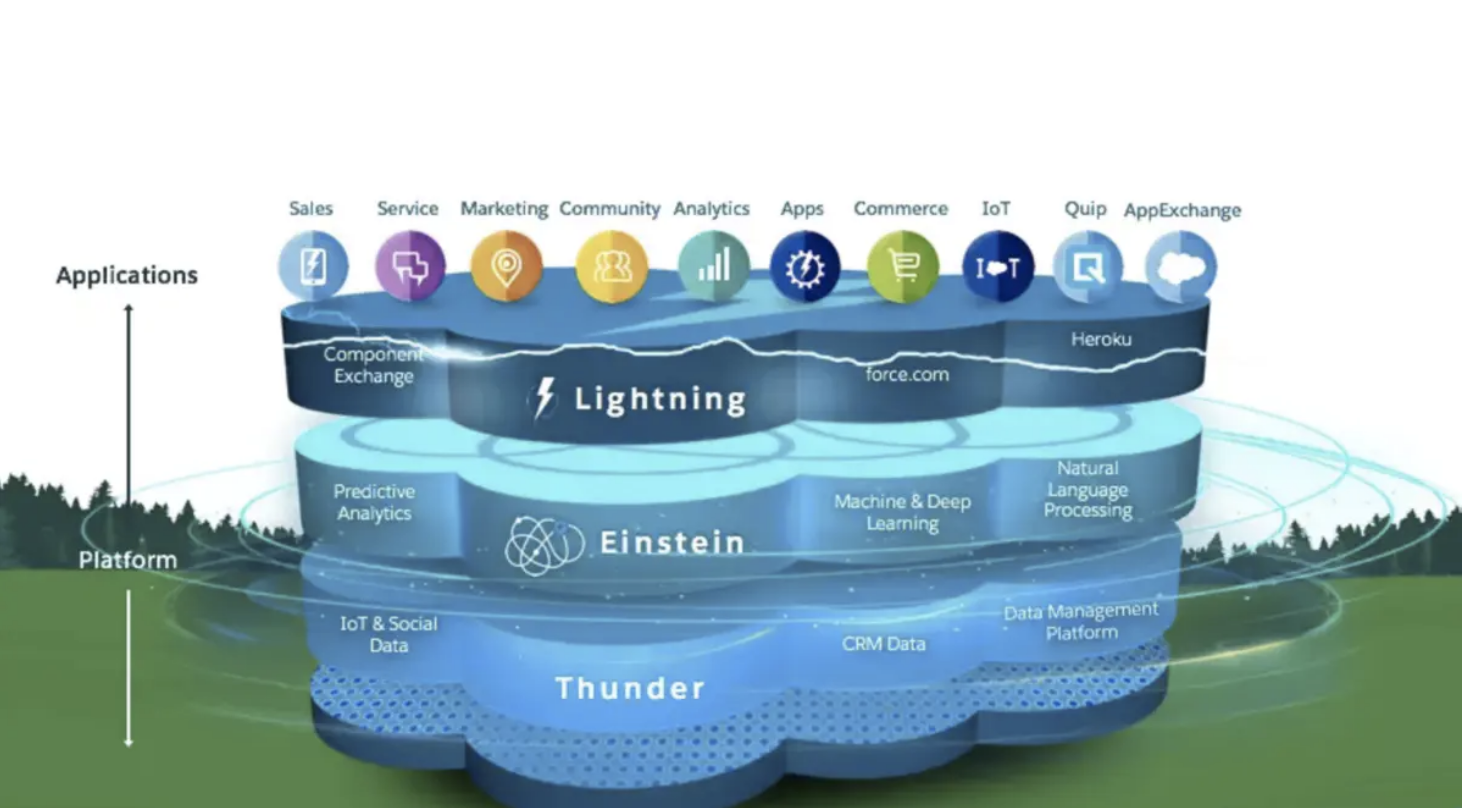 Sales
Service
Marketing
Community
Analytics
Apps
Commerce
IoT
Quip
AppExchange
I T
Applications
Component
Exchange
Lightning
force.com
Heroku
Predictive
Analytics
Einstein
Machine & Deep
Learning
Natural
Language
Processing
Platform
IoT & Social
Data
Thunder
CRM Data
Data Management
Platform